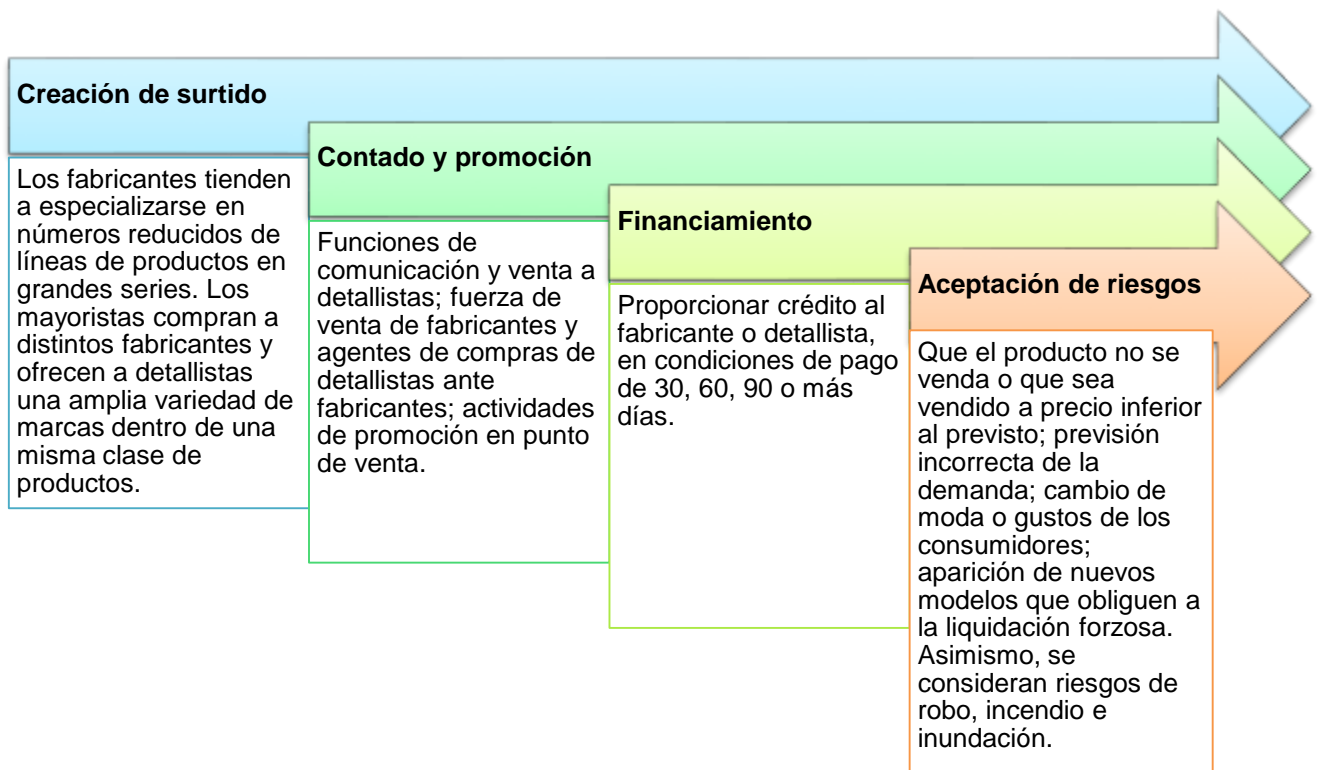 Creación de surtido
Los fabricantes tienden
a especializarse en
números reducidos de
líneas de productos en
grandes series. Los
mayoristas compran a
distintos fabricantes y
ofrecen a detallistas
una amplia variedad de
marcas dentro de una
misma clase de
productos.
Contado y promoción
Funciones de
comunicación y venta a
detallistas; fuerza de
venta de fabricantes y
agentes de compras de
detallistas ante
fabricantes; actividades
de promoción en punto
de venta.
Financiamiento
Proporcionar crédito al
fabricante o detallista,
en condiciones de pago
de 30, 60, 90 o más
días.
Aceptación de riesgos
Que el producto no se
venda o que sea
vendido a precio inferior
al previsto; previsión
incorrecta de la
demanda; cambio de
moda o gustos de los
consumidores;
aparición de nuevos
modelos que obliguen a
la liquidación forzosa.
Asimismo, se
consideran riesgos de
robo, incendio e
inundación.